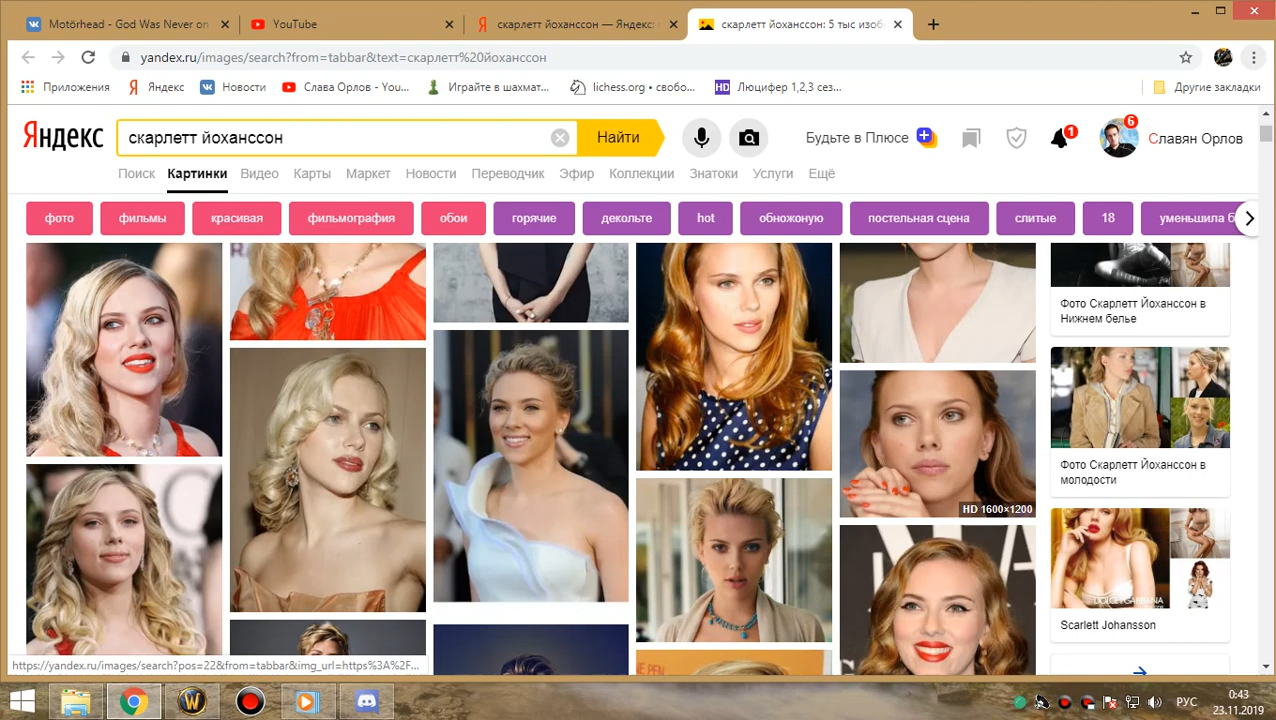 Motörhead - God Was Never on
YouTube
скарлетт йоханссон — Яндекс:
скарлетт йоханссон: 5 тыс изоб
yandex.ru/images/search?from=tabbar&text=скарлетт%20йоханссон
Приложения
Яндекс
Новости
Слава Орлов - You...
Играйте в шахмат...
lichess.org • свобо...
HD Люцифер 1,2,3 сез...
Другие закладки
Яндекс
скарлетт йоханссон
Найти
Будьте в Плюсе
1
6
Славян Орлов
Поиск Картинки Видео Карты Маркет Новости Переводчик Эфир Коллекции Знатоки Услуги Ещё
фото фильмы красивая фильмография обои горячие декольте hot обножоную постельная сцена слитые 18 уменьшила б
Фото Скарлетт Йоханссон в
Нижнем белье
Фото Скарлетт Йоханссон в
молодости
HD 1600×1200
DOLCE&GABBANA
Scarlett Johansson
https://yandex.ru/images/search?pos=22&from=tabbar&img_url=https%3A%2F...
РУС
0:43
23.11.2019